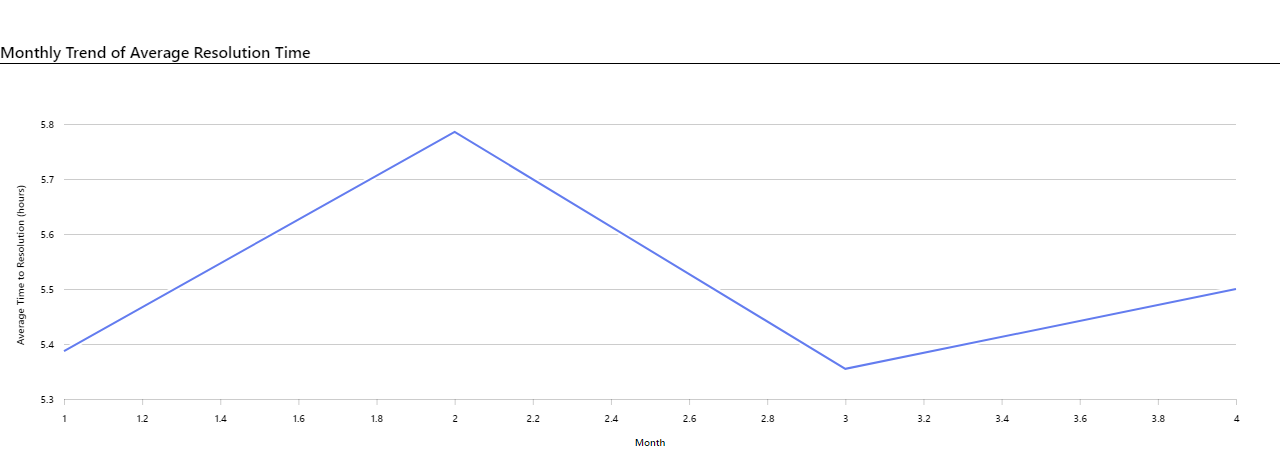 Monthly Trend of Average Resolution Time
Average Time to Resolution (hours)
5.8
5.7
5.6
5.5
5.4
5.3
1 1.2 1.4 1.6 1.8 2 2.2 2.4 2.6 2.8 3 3.2 3.4 3.6 3.8 4
Month